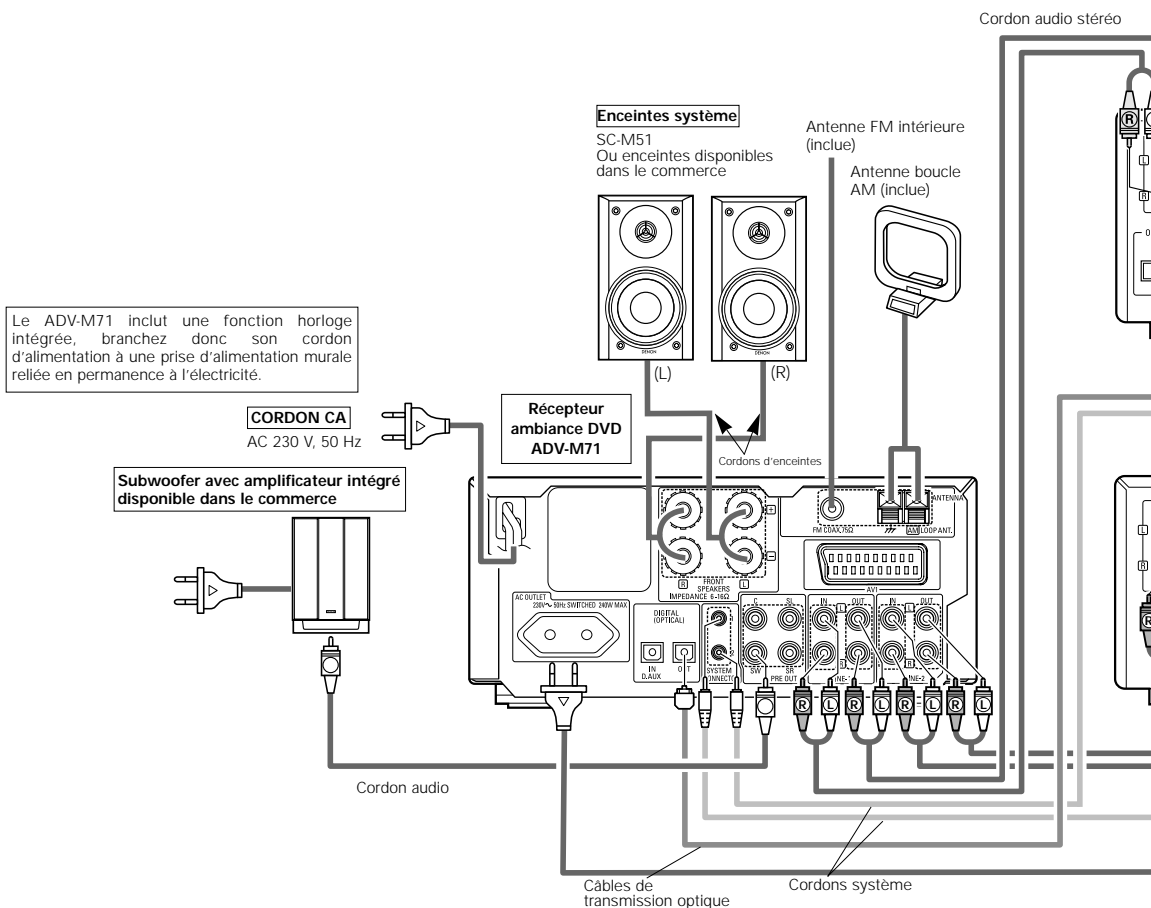 Cordon audio stéréo
Enceintes système
SC-M51
Ou enceintes disponibles
dans le commerce
Antenne FM intérieure
(inclue)
Antenne boucle
AM (inclue)
R
L
R
DENON
DENON
(L)
(R)
Le ADV-M71 inclut une fonction horloge
intégrée, branchez donc son cordon
d'alimentation à une prise d'alimentation murale
reliée en permanence à l'électricité.
CORDON CA
AC 230 V, 50 Hz
Récepteur
ambiance DVD
ADV-M71
Cordons d'enceintes
Subwoofer avec amplificateur intégré
disponible dans le commerce
ANTENNA
FM COAX.75Ω
AM LOOP ANT.
R FRONT L
SPEAKERS
IMPEDANCE 6-16Ω
AV1
AC OUTLET
230V~ 50Hz SWITCHED 240W MAX
DIGITAL
(OPTICAL)
IN
D.AUX
OUT
SYSTEM
C SL
SW SR
PRE OUT
IN L OUT
R
IN L OUT
R
L
R
R L R L R L R L
R
Cordon audio
Câbles de
transmission optique
Cordons système